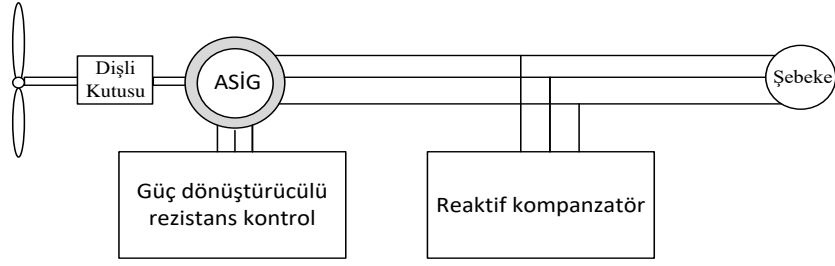 Dişli
Kutusu
ASİG
Şebeke
Güç dönüştürücülü
rezistans kontrol
Reaktif kompanzatör